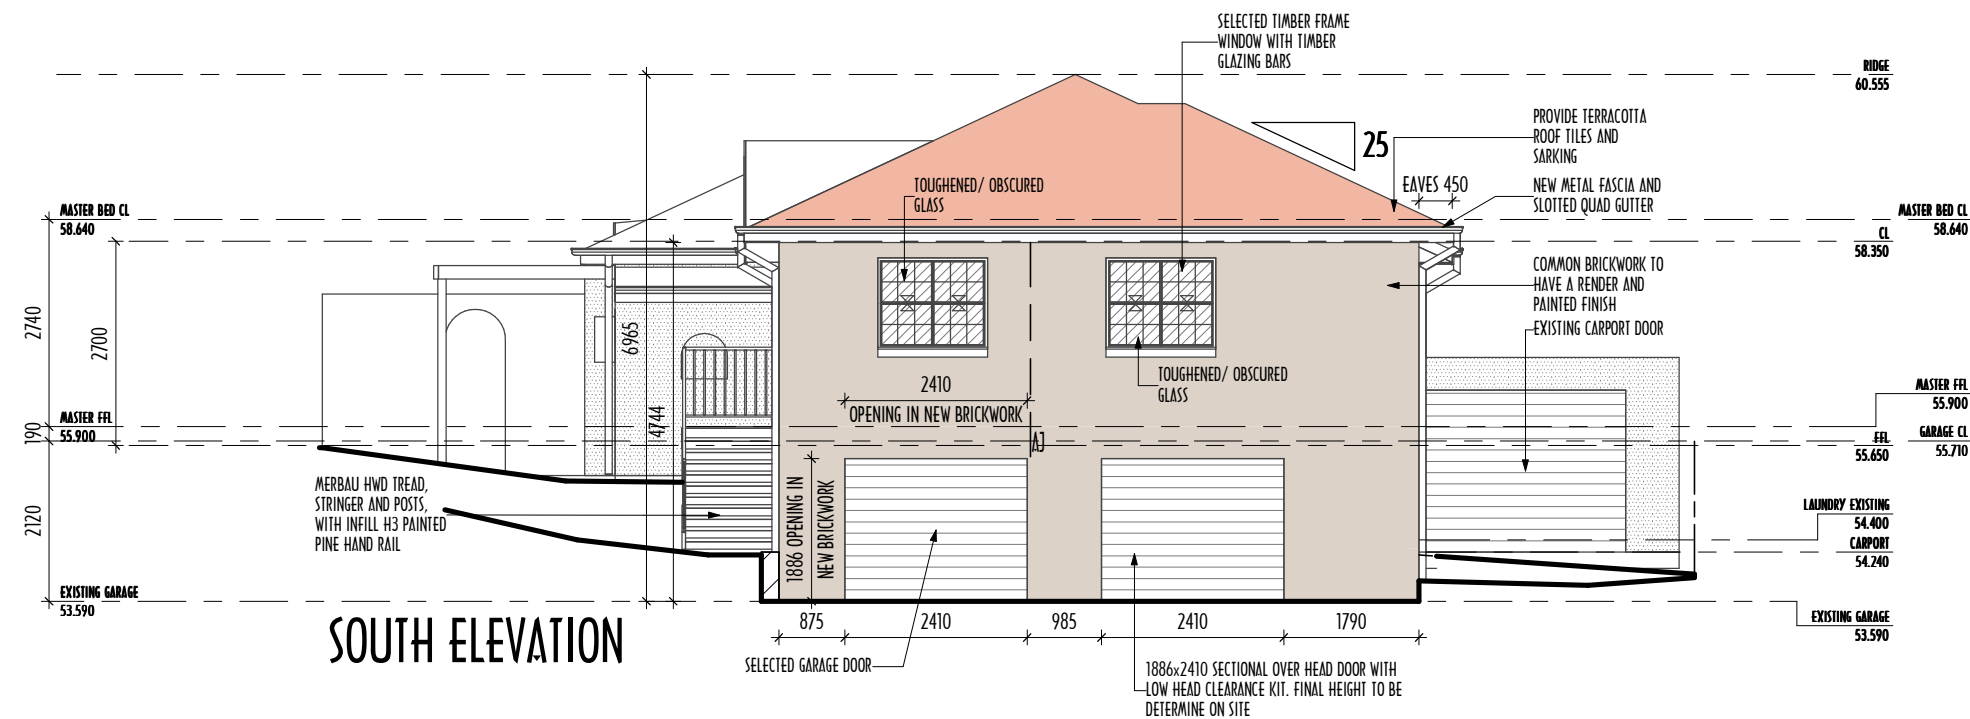 SELECTED TIMBER FRAME
WINDOW WITH TIMBER
GLAZING BARS
RIDGE
60.555
PROVIDE TERRACOTTA
ROOF TILES AND
SARKING
25
TOUGHENED/ OBSCURED
GLASS
EAVES 450
NEW METAL FASCIA AND
SLOTTED QUAD GUTTER
MASTER BED CL
58.640
MASTER BED CL
58.640
CL
58.350
COMMON BRICKWORK TO
HAVE A RENDER AND
PAINTED FINISH
EXISTING CARPORT DOOR
2740
2700
6965
4744
TOUGHENED/ OBSCURED
GLASS
2410
OPENING IN NEW BRICKWORK
MASTER FFL
55.900
MASTER FFL
55.900
190
AJ
FFL
55.650
GARAGE CL
55.710
MERBAU HWD TREAD,
STRINGER AND POSTS,
WITH INFILL H3 PAINTED
PINE HAND RAIL
1886 OPENING IN
NEW BRICKWORK
2120
LAUNDRY EXISTING
54.400
CARPORT
54.240
EXISTING GARAGE
53.590
EXISTING GARAGE
53.590
SOUTH ELEVATION
875
2410
985
2410
1790
SELECTED GARAGE DOOR
1886x2410 SECTIONAL OVER HEAD DOOR WITH
LOW HEAD CLEARANCE KIT. FINAL HEIGHT TO BE
DETERMINE ON SITE